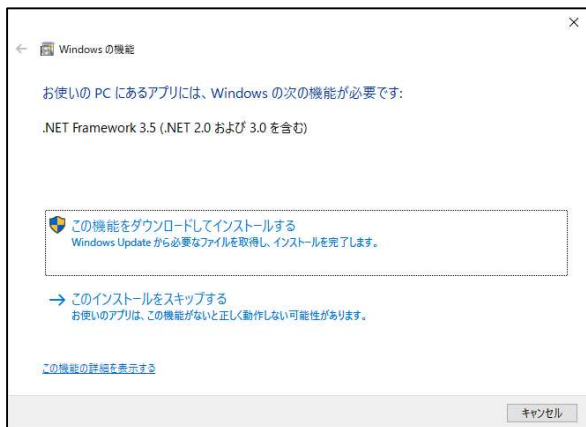 Windows の機能
お使いの PC にあるアプリには、Windows の次の機能が必要です:
.NET Framework 3.5 (.NET 2.0 および 3.0 を含む)
この機能をダウンロードしてインストールする
Windows Update から必要なファイルを取得し、インストールを完了します。
このインストールをスキップする
お使いのアプリは、この機能がないと正しく動作しない可能性があります。
この機能の詳細を表示する
キャンセル